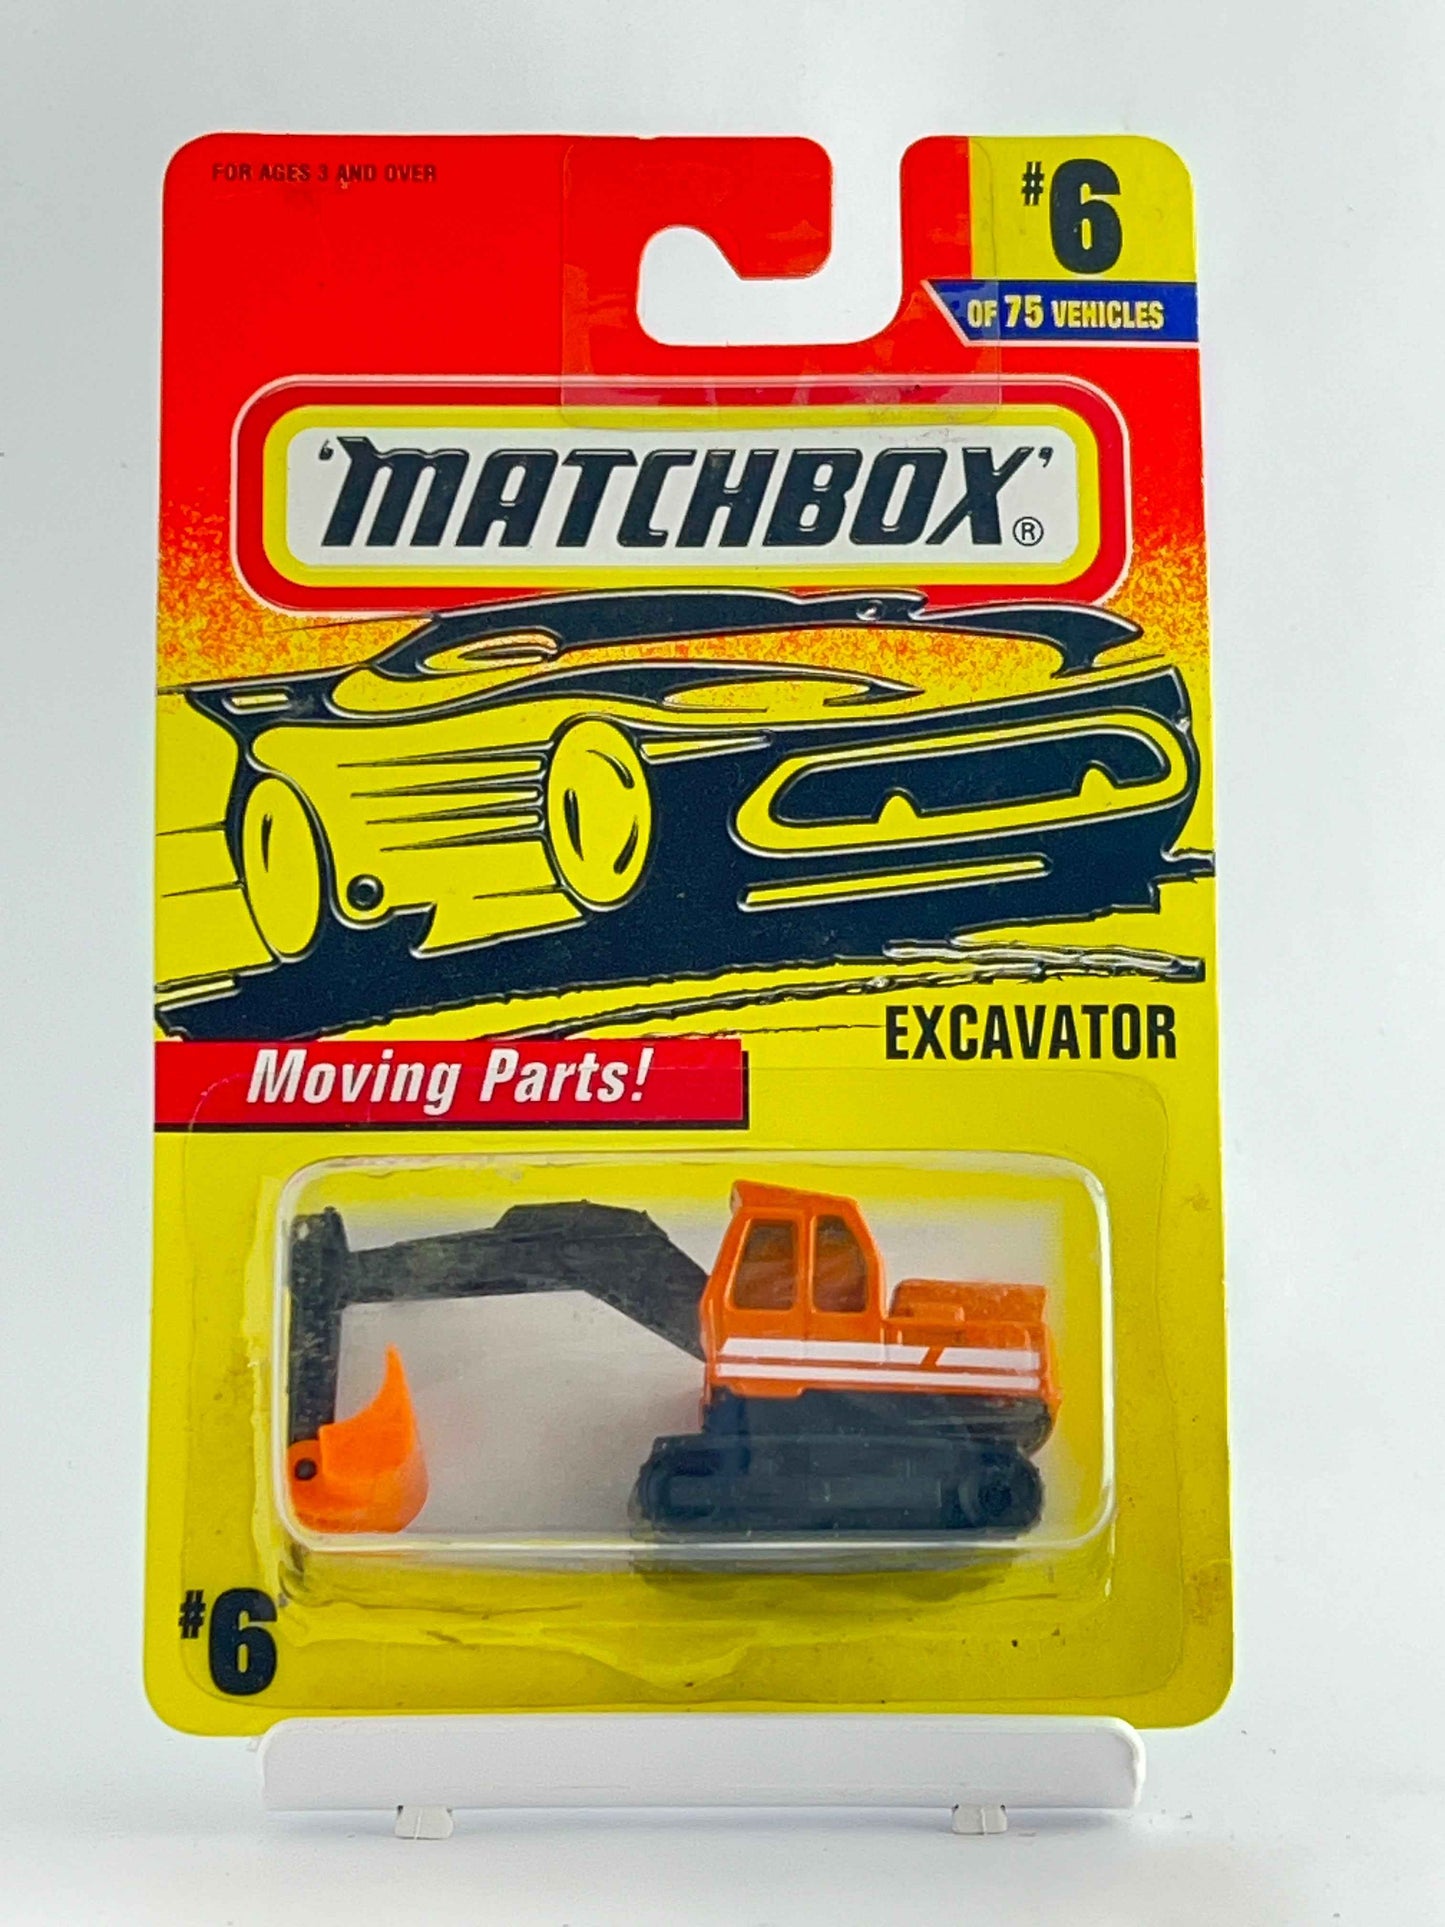 FOR AGES 3 AND OVER
#6
OF 75 VEHICLES
'MATCHBOX'®
EXCAVATOR
Moving Parts!
#6